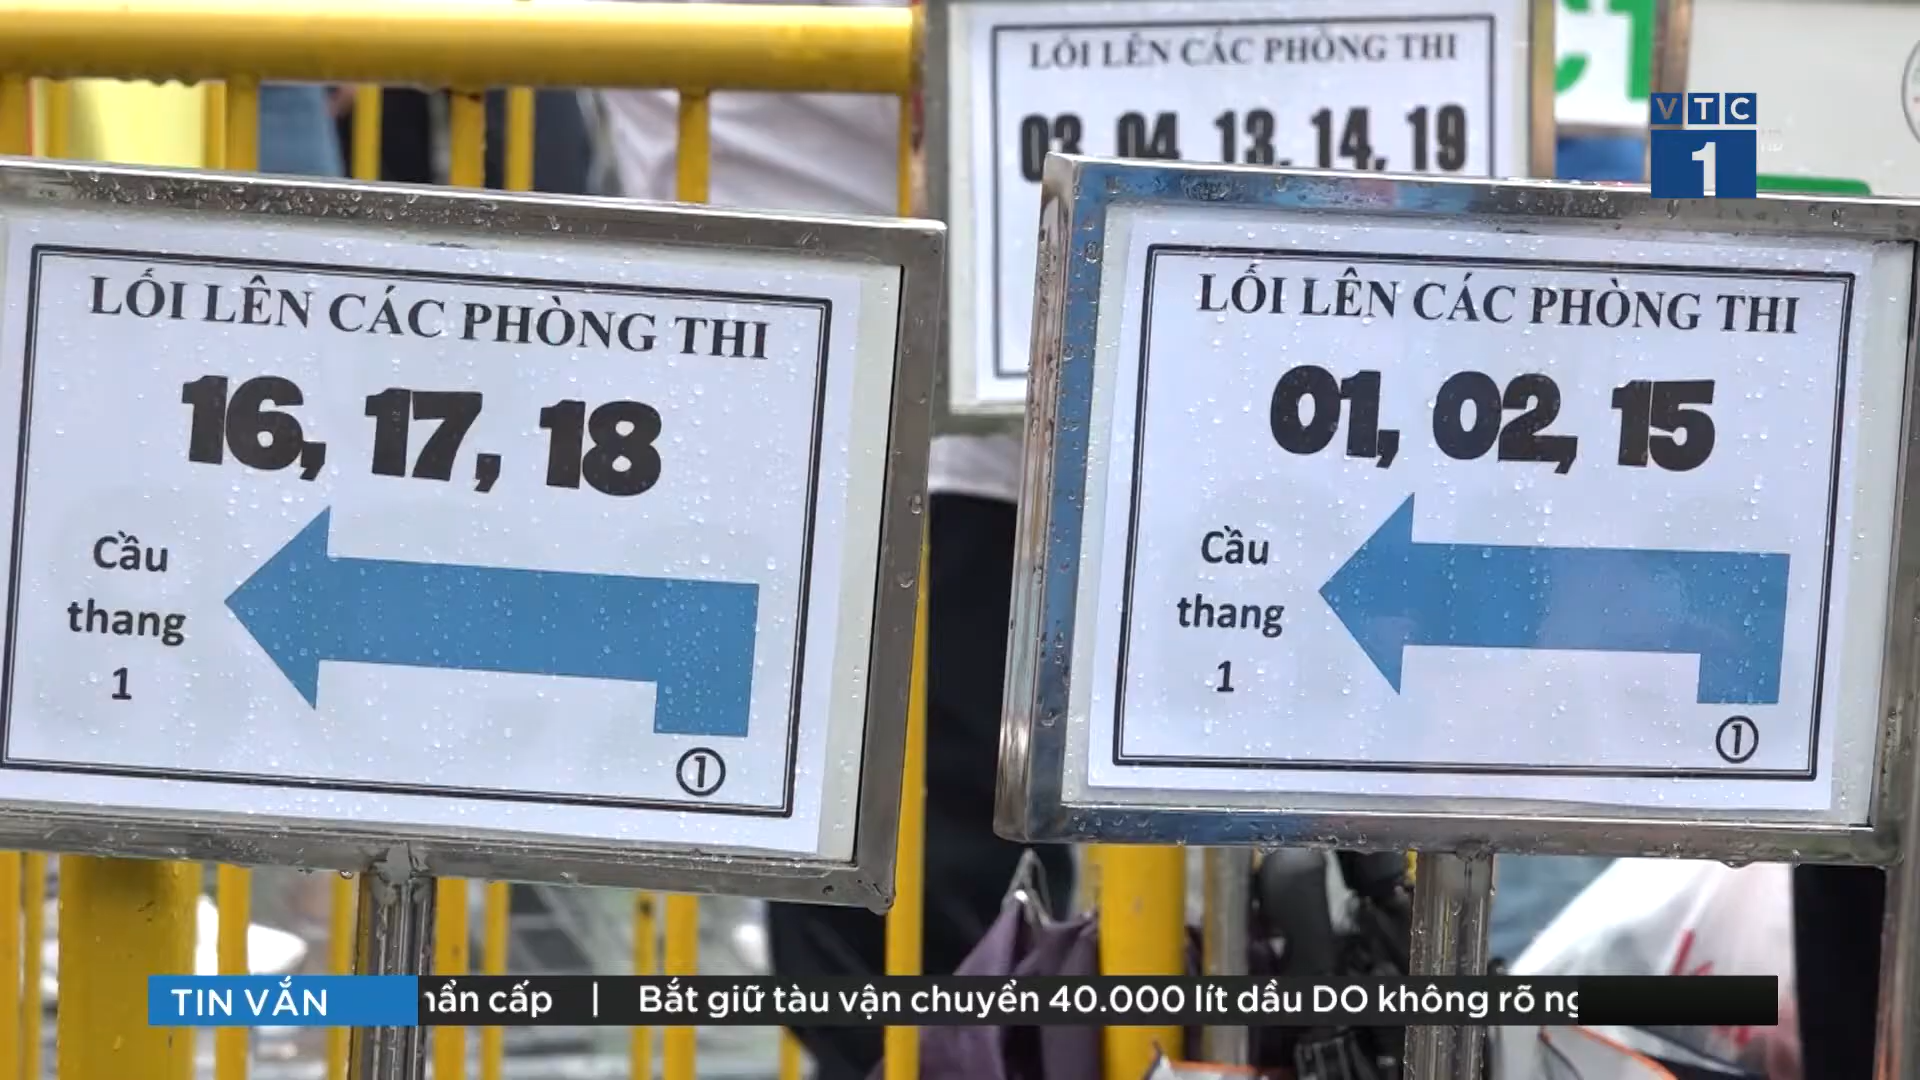 LỐI LÊN CÁC PHÒNG THI
03, 04, 13, 14, 19
VTC
1
LỐI LÊN CÁC PHÒNG THI
16, 17, 18
Cầu
thang
1
①
LỐI LÊN CÁC PHÒNG THI
01, 02, 15
Cầu
thang
1
①
TIN VẮN
cấp | Bắt giữ tàu vận chuyển 40.000 lít dầu DO không rõ